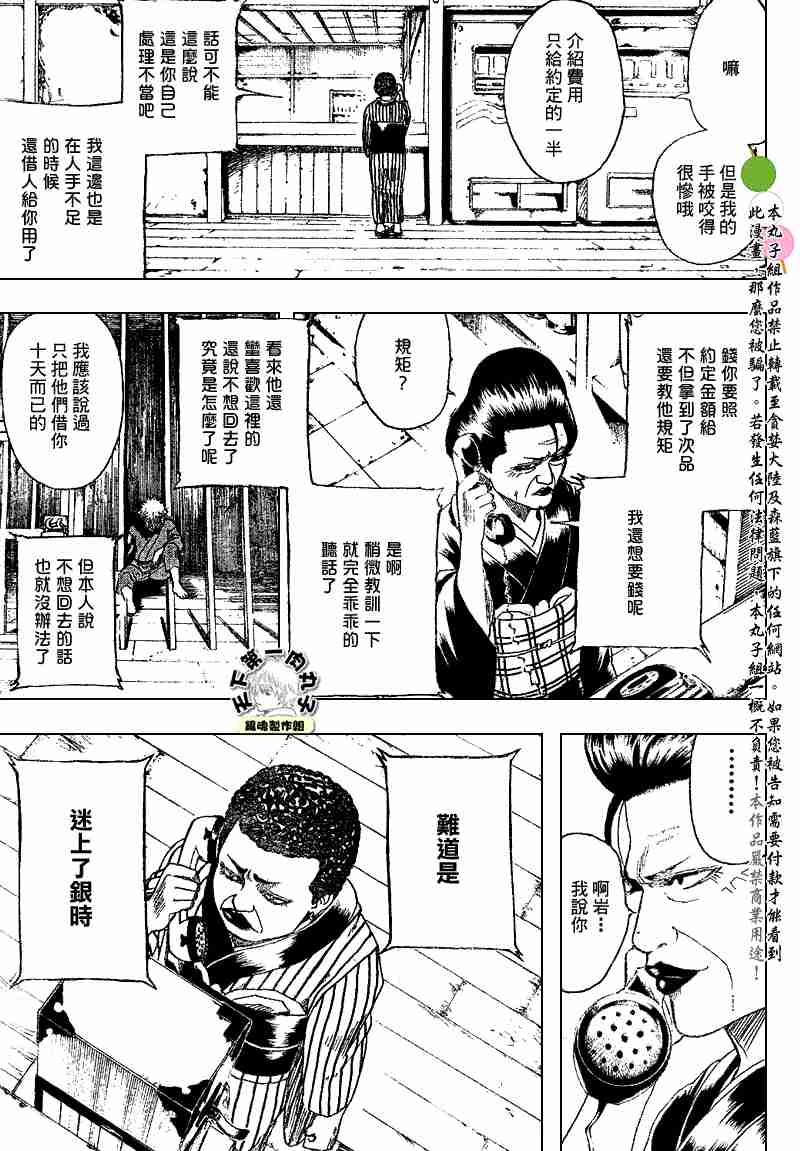 嘛
但是我的
手被咬得
很慘哦
介紹費用
只給約定的一半
話可不能
這麼說
這是你自己
處理不當吧
我這邊也是
在人手不足
的時候
還借人給你用了
錢你要照
約定金額給
不但拿到了次品
還要教他規矩
我還想要錢呢
規矩?
是啊
稍微教訓一下
就完全乖乖的
聽話了
看來他還
蠻喜歡這裡的
還說不想回去了
究竟是怎麼了呢
我應該說過
只把他們借你
十天而已的
但本人說
不想回去的話
也就沒辦法了
………
啊岩…
我說你
難道是
迷上了銀時
天下第一肉丸子
銀魂製作組
本丸子組作品禁止轉載至貪婪大陸及森藍旗下的任何網站。如果您被告知需要付款才能看到
此漫畫,那麼您被騙了。若發生任何法律問題,本丸子組一概不負責!本作品嚴禁商業用途!